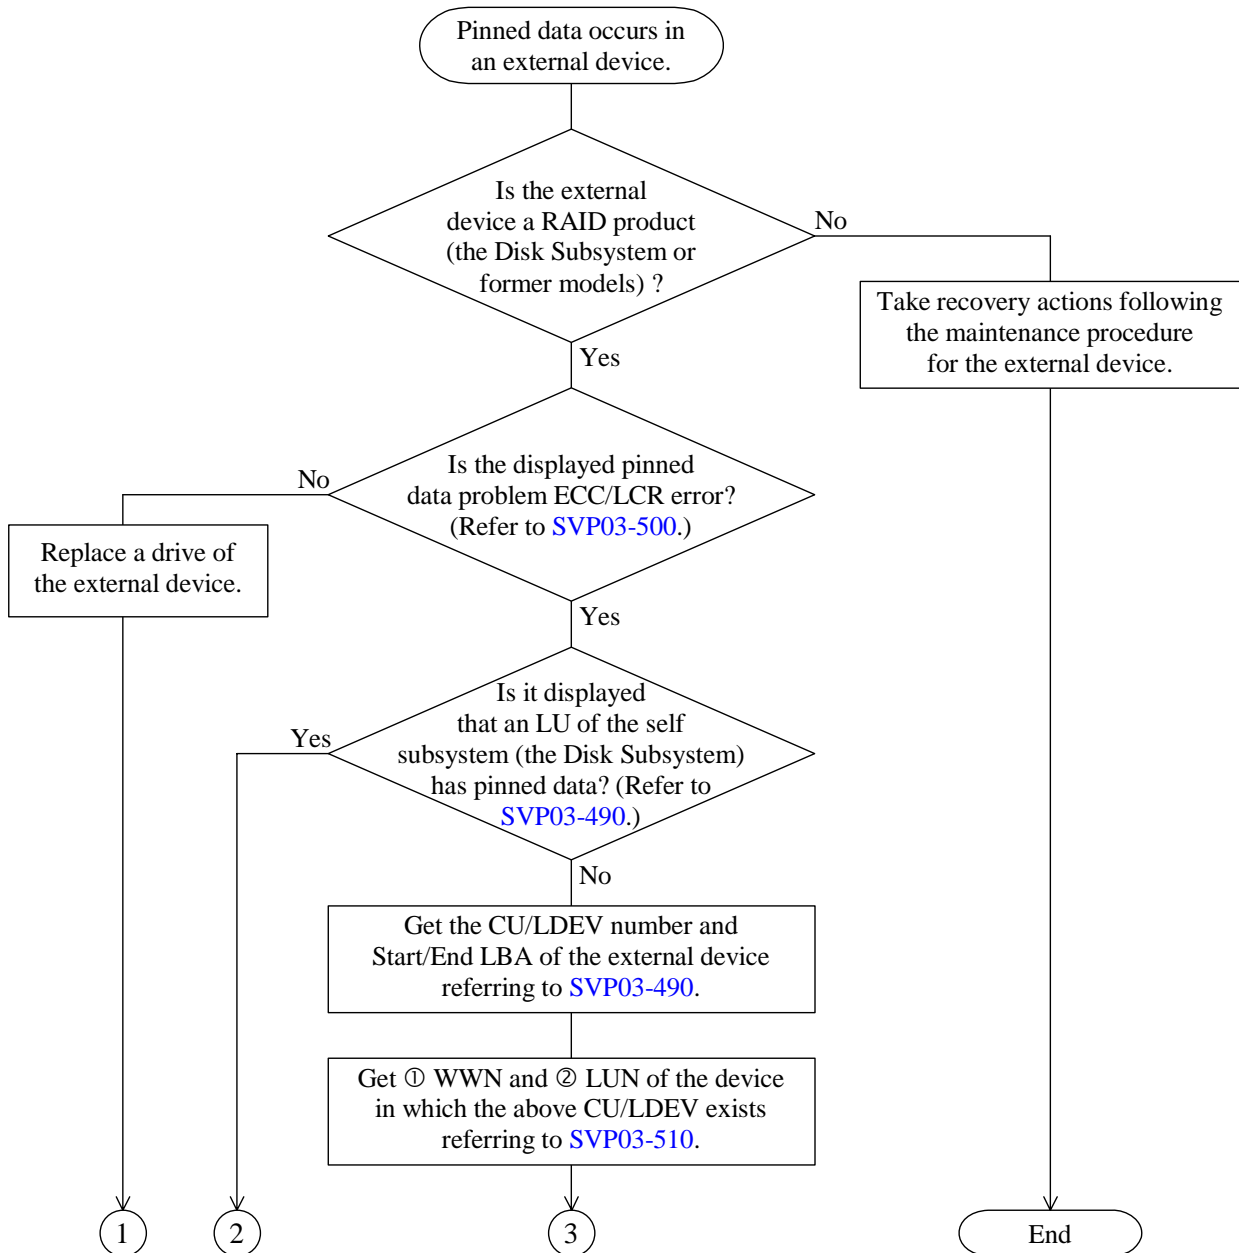 Pinned data occurs in
an external device.
Is the external
device a RAID product
(the Disk Subsystem or
former models) ?
No
Take recovery actions following
the maintenance procedure
for the external device.
Yes
Is the displayed pinned
data problem ECC/LCR error?
(Refer to SVP03-500.)
No
Replace a drive of
the external device.
Yes
Is it displayed
that an LU of the self
subsystem (the Disk Subsystem)
has pinned data? (Refer to
SVP03-490.)
Yes
No
Get the CU/LDEV number and
Start/End LBA of the external device
referring to SVP03-490.
Get ① WWN and ② LUN of the device
in which the above CU/LDEV exists
referring to SVP03-510.
1
2
3
End